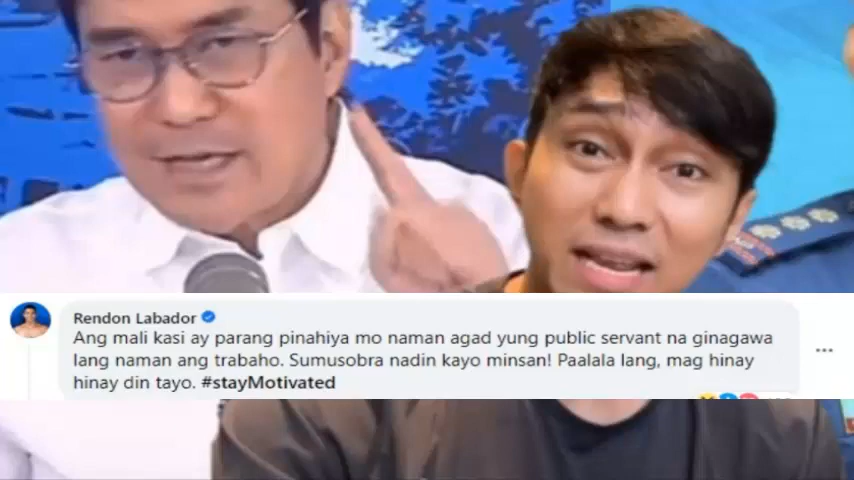 Rendon Labador
Ang mali kasi ay parang pinahiya mo naman agad yung public servant na ginagawa
lang naman ang trabaho. Sumusobra nadin kayo minsan! Paalala lang, mag hinay
hinay din tayo. #stayMotivated